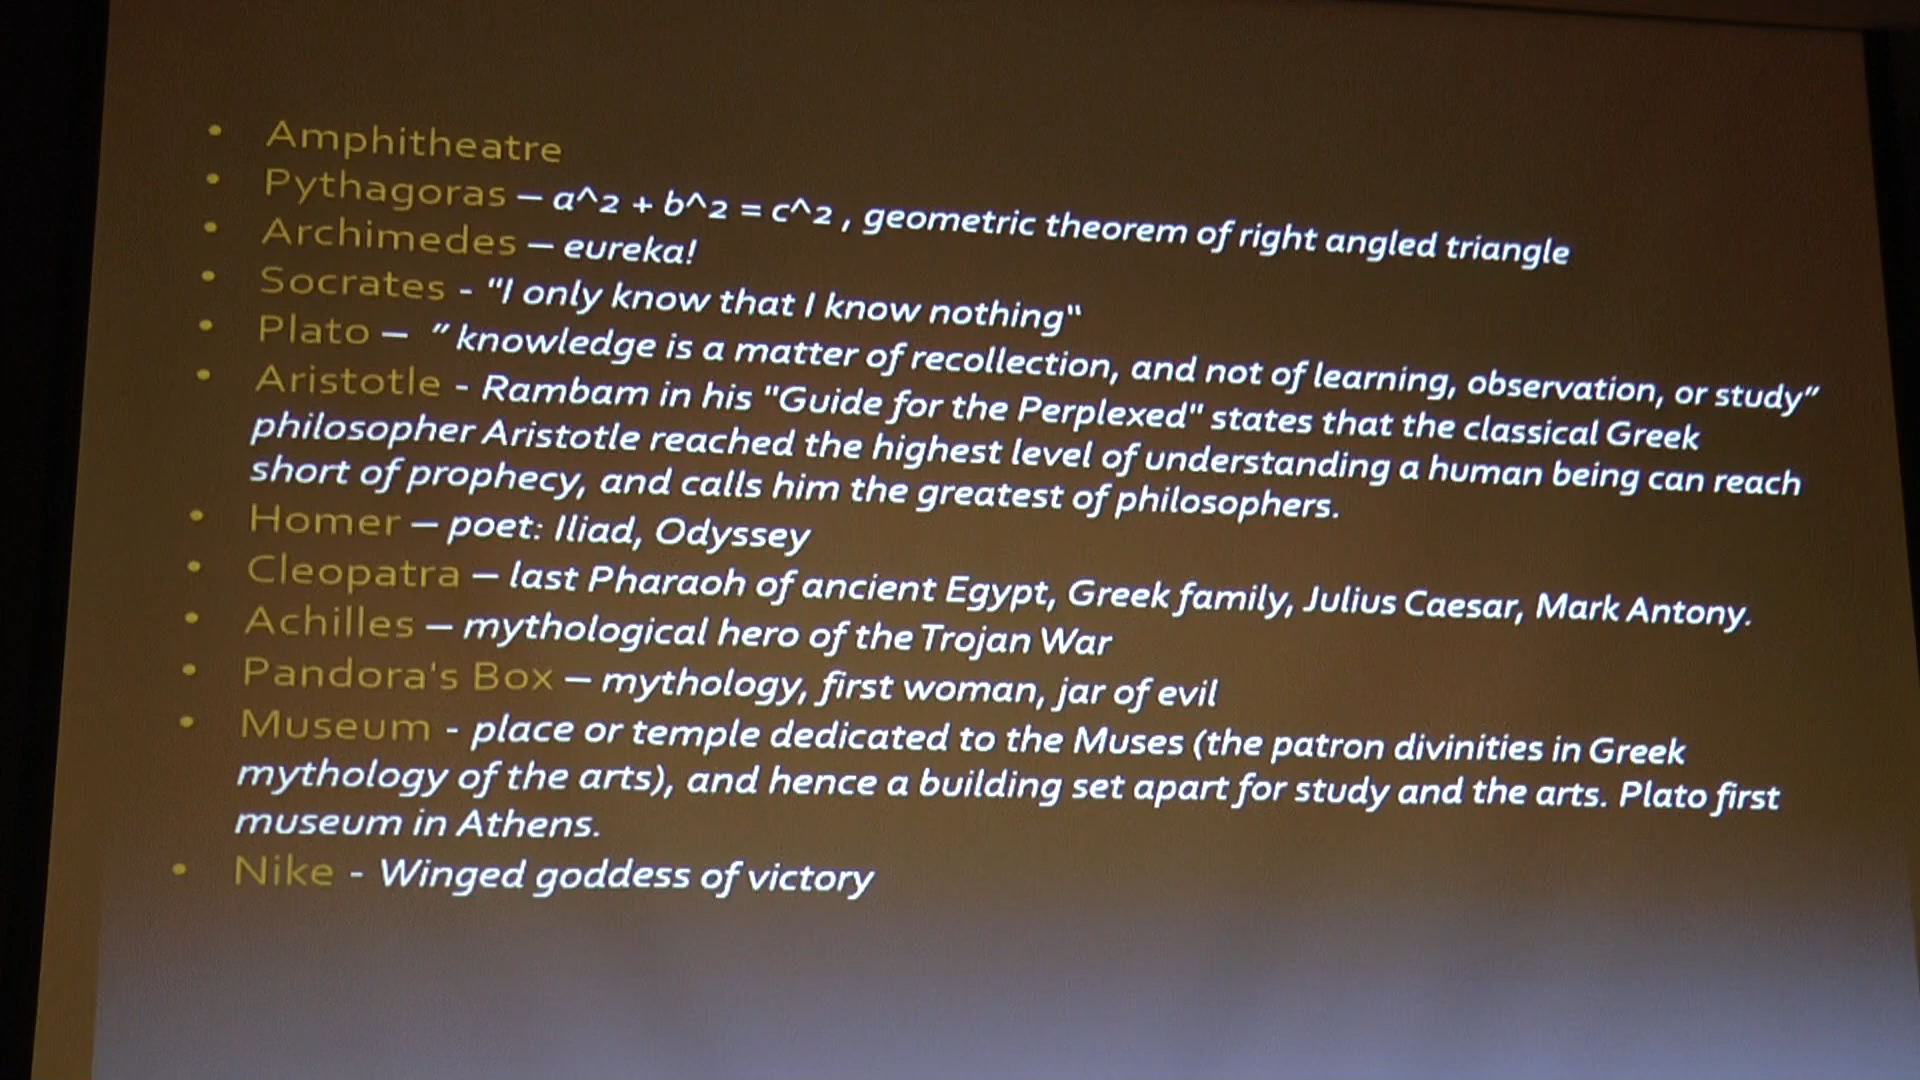 • Amphitheatre
• Pythagoras – a^2 + b^2 = c^2 , geometric theorem of right angled triangle
• Archimedes – eureka!
• Socrates - "I only know that I know nothing"
• Plato – " knowledge is a matter of recollection, and not of learning, observation, or study"
• Aristotle - Rambam in his "Guide for the Perplexed" states that the classical Greek
philosopher Aristotle reached the highest level of understanding a human being can reach
short of prophecy, and calls him the greatest of philosophers.
• Homer – poet: Iliad, Odyssey
• Cleopatra – last Pharaoh of ancient Egypt, Greek family, Julius Caesar, Mark Antony.
• Achilles – mythological hero of the Trojan War
• Pandora's Box – mythology, first woman, jar of evil
• Museum - place or temple dedicated to the Muses (the patron divinities in Greek
mythology of the arts), and hence a building set apart for study and the arts. Plato first
museum in Athens.
• Nike - Winged goddess of victory